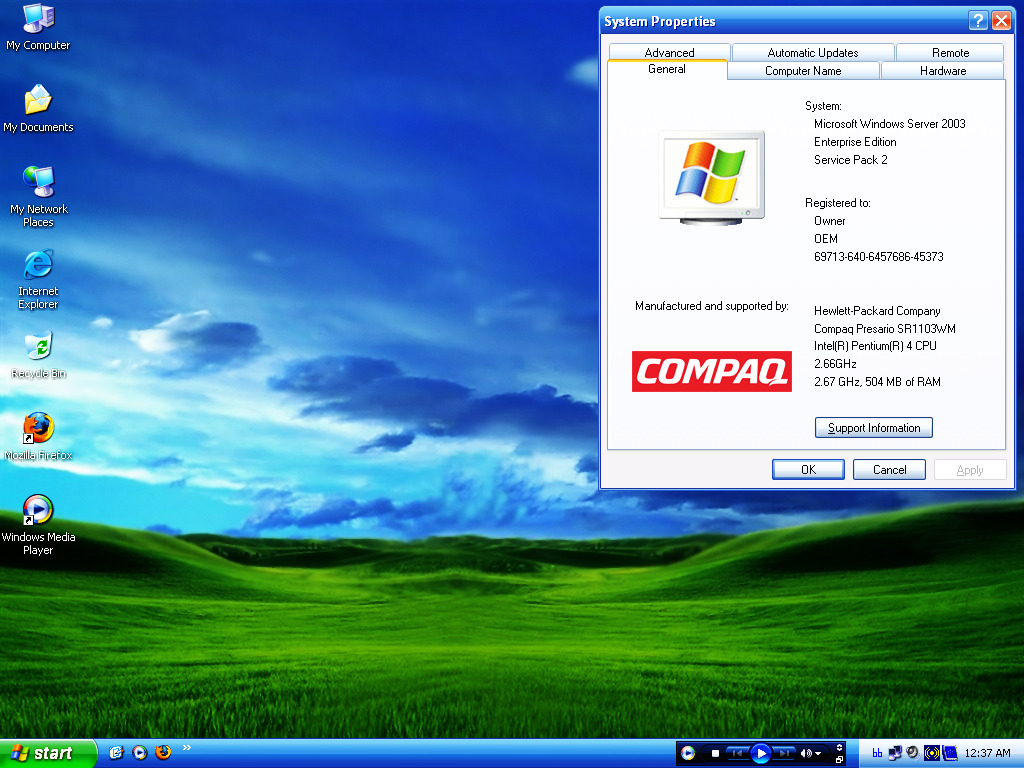 My Computer
My Documents
My Network
Places
Internet
Explorer
Recycle Bin
Mozilla Firefox
Windows Media
Player
System Properties
Advanced
Automatic Updates
Remote
General
Computer Name
Hardware
System:
Microsoft Windows Server 2003
Enterprise Edition
Service Pack 2
Registered to:
Owner
OEM
69713-640-6457686-45373
Manufactured and supported by:
Hewlett-Packard Company
Compaq Presario SR1103WM
Intel(R) Pentium(R) 4 CPU
2.66GHz
2.67 GHz, 504 MB of RAM
COMPAQ
Support Information
OK
Cancel
Apply
start
bb
12:37 AM